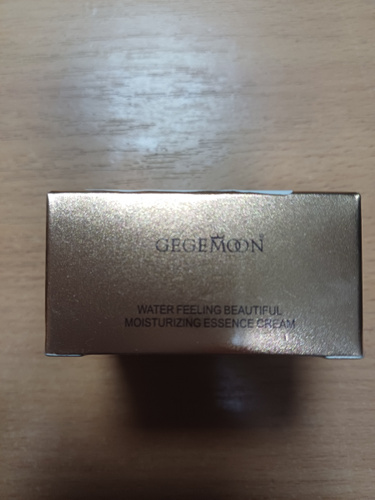 GEGEMOON
WATER FEELING BEAUTIFUL
MOISTURIZING ESSENCE CREAM